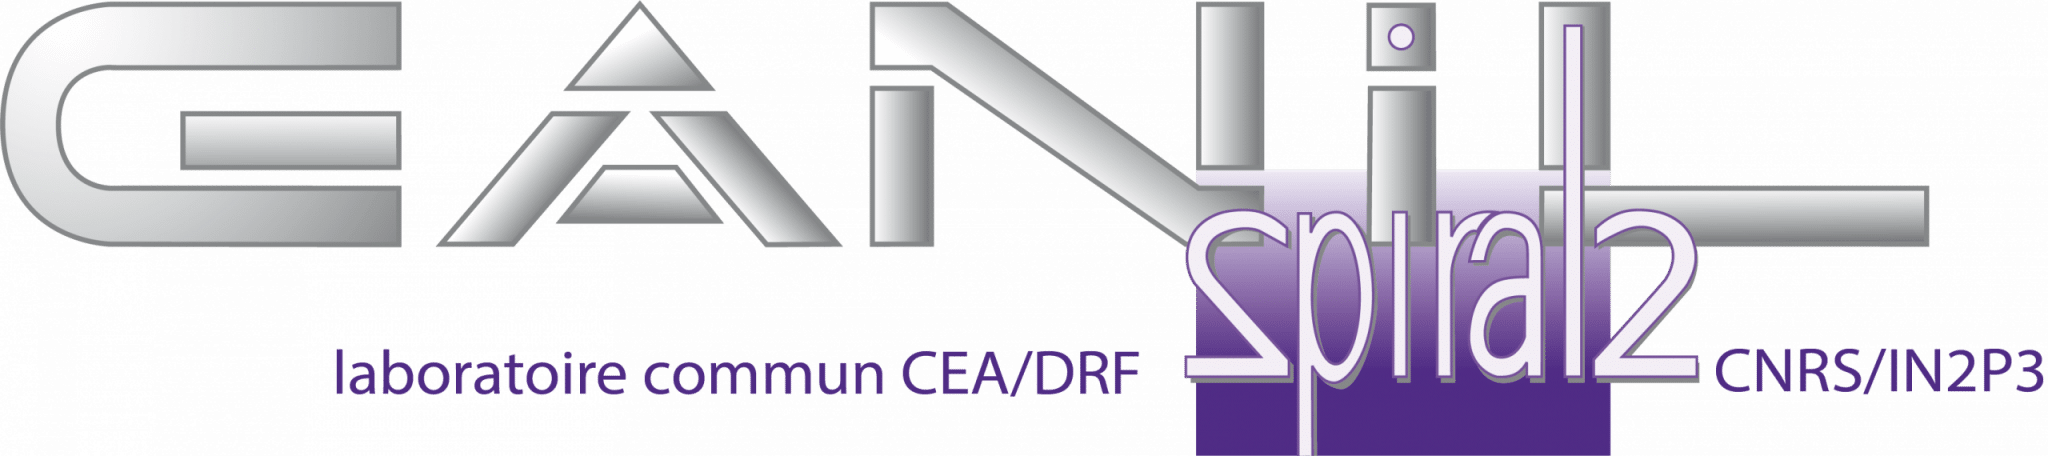 GANiL
Spiral2
laboratoire commun CEA/DRF CNRS/IN2P3